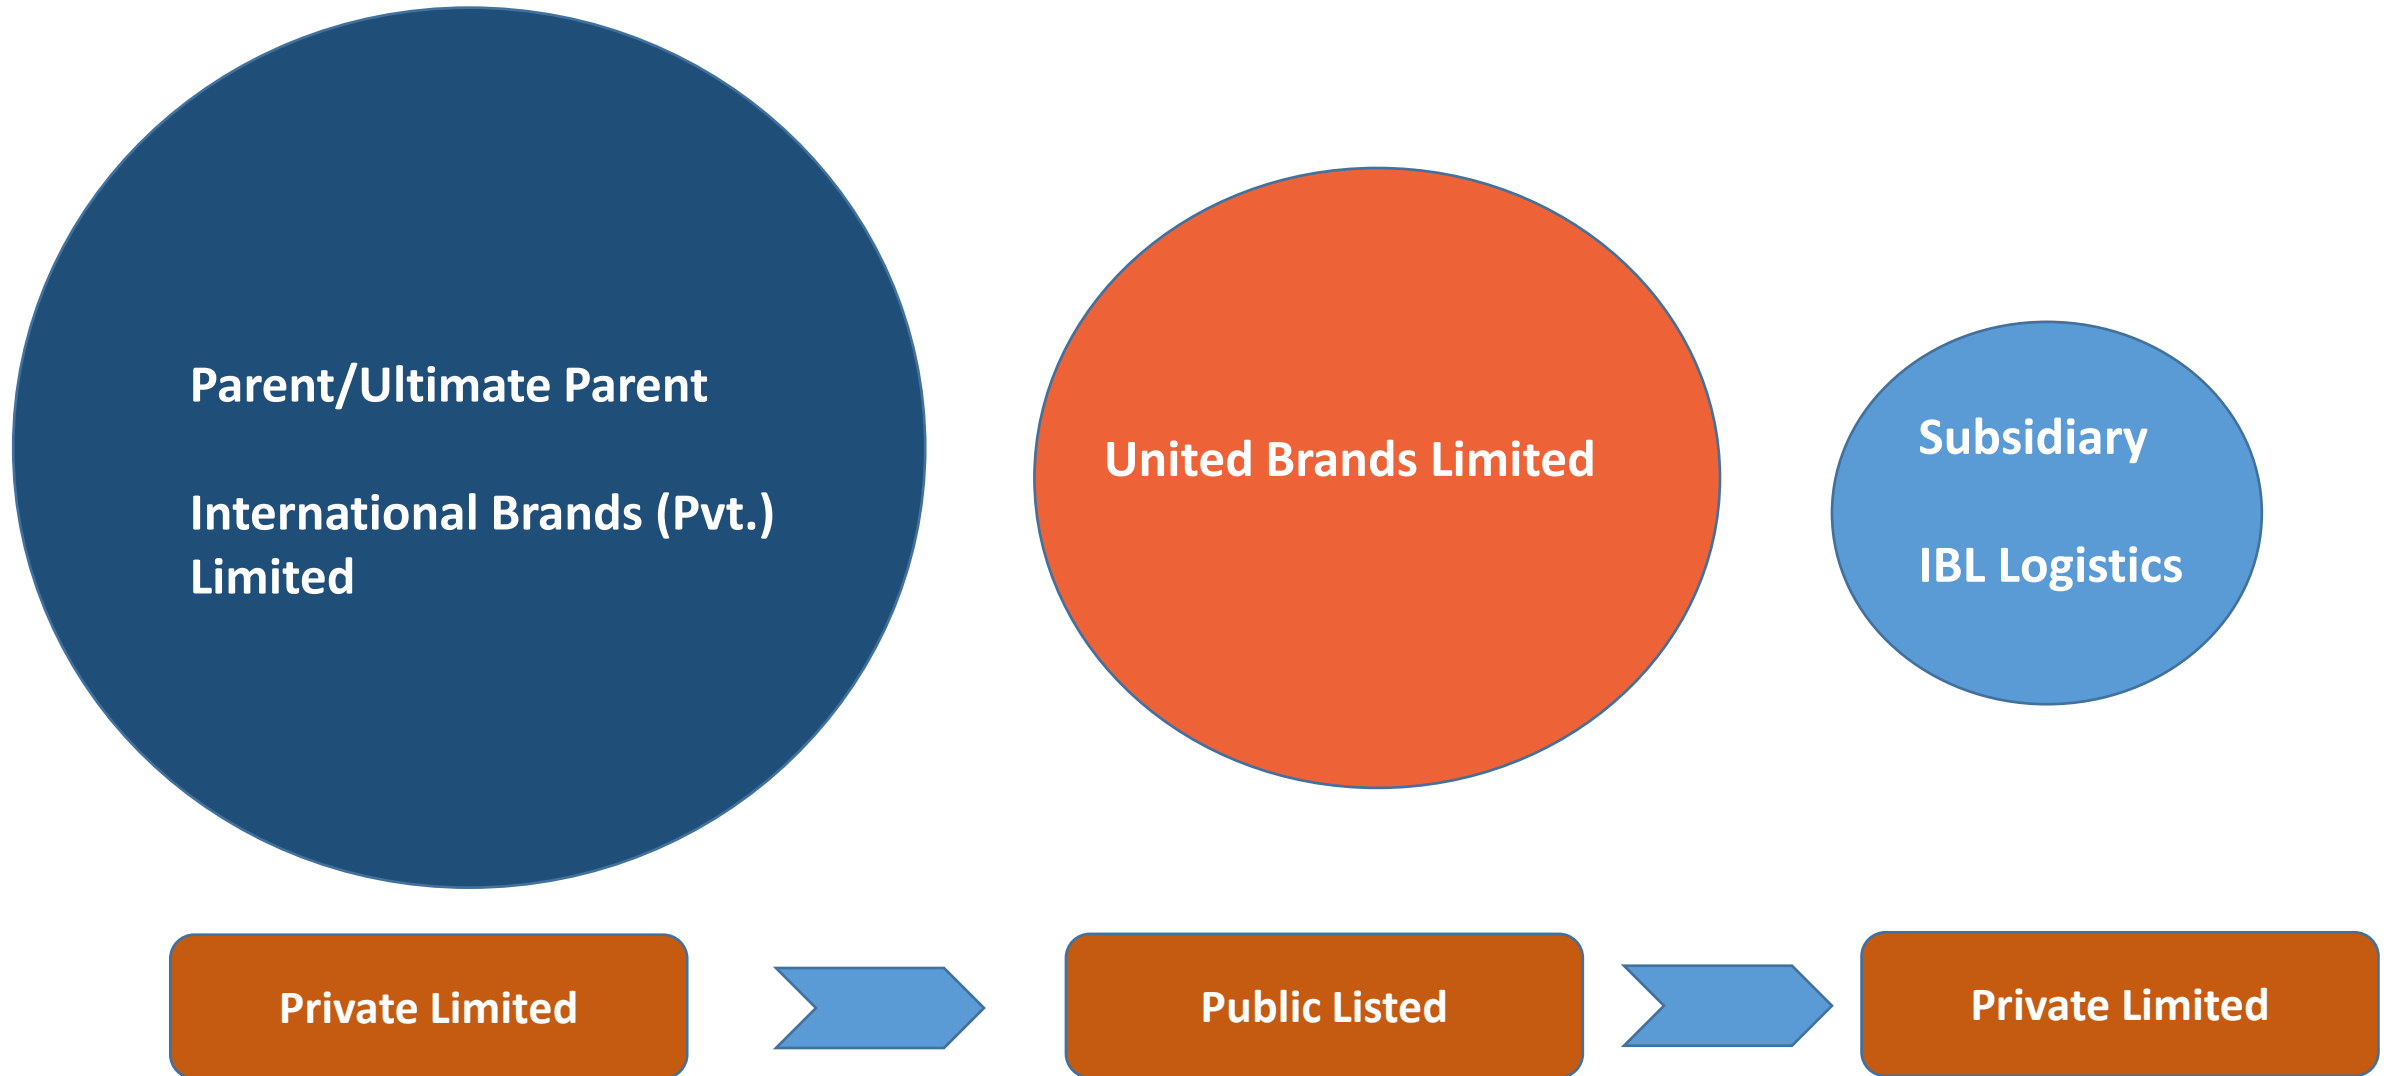 Parent/Ultimate Parent
International Brands (Pvt.)
Limited
United Brands Limited
Subsidiary
IBL Logistics
Private Limited
Public Listed
Private Limited